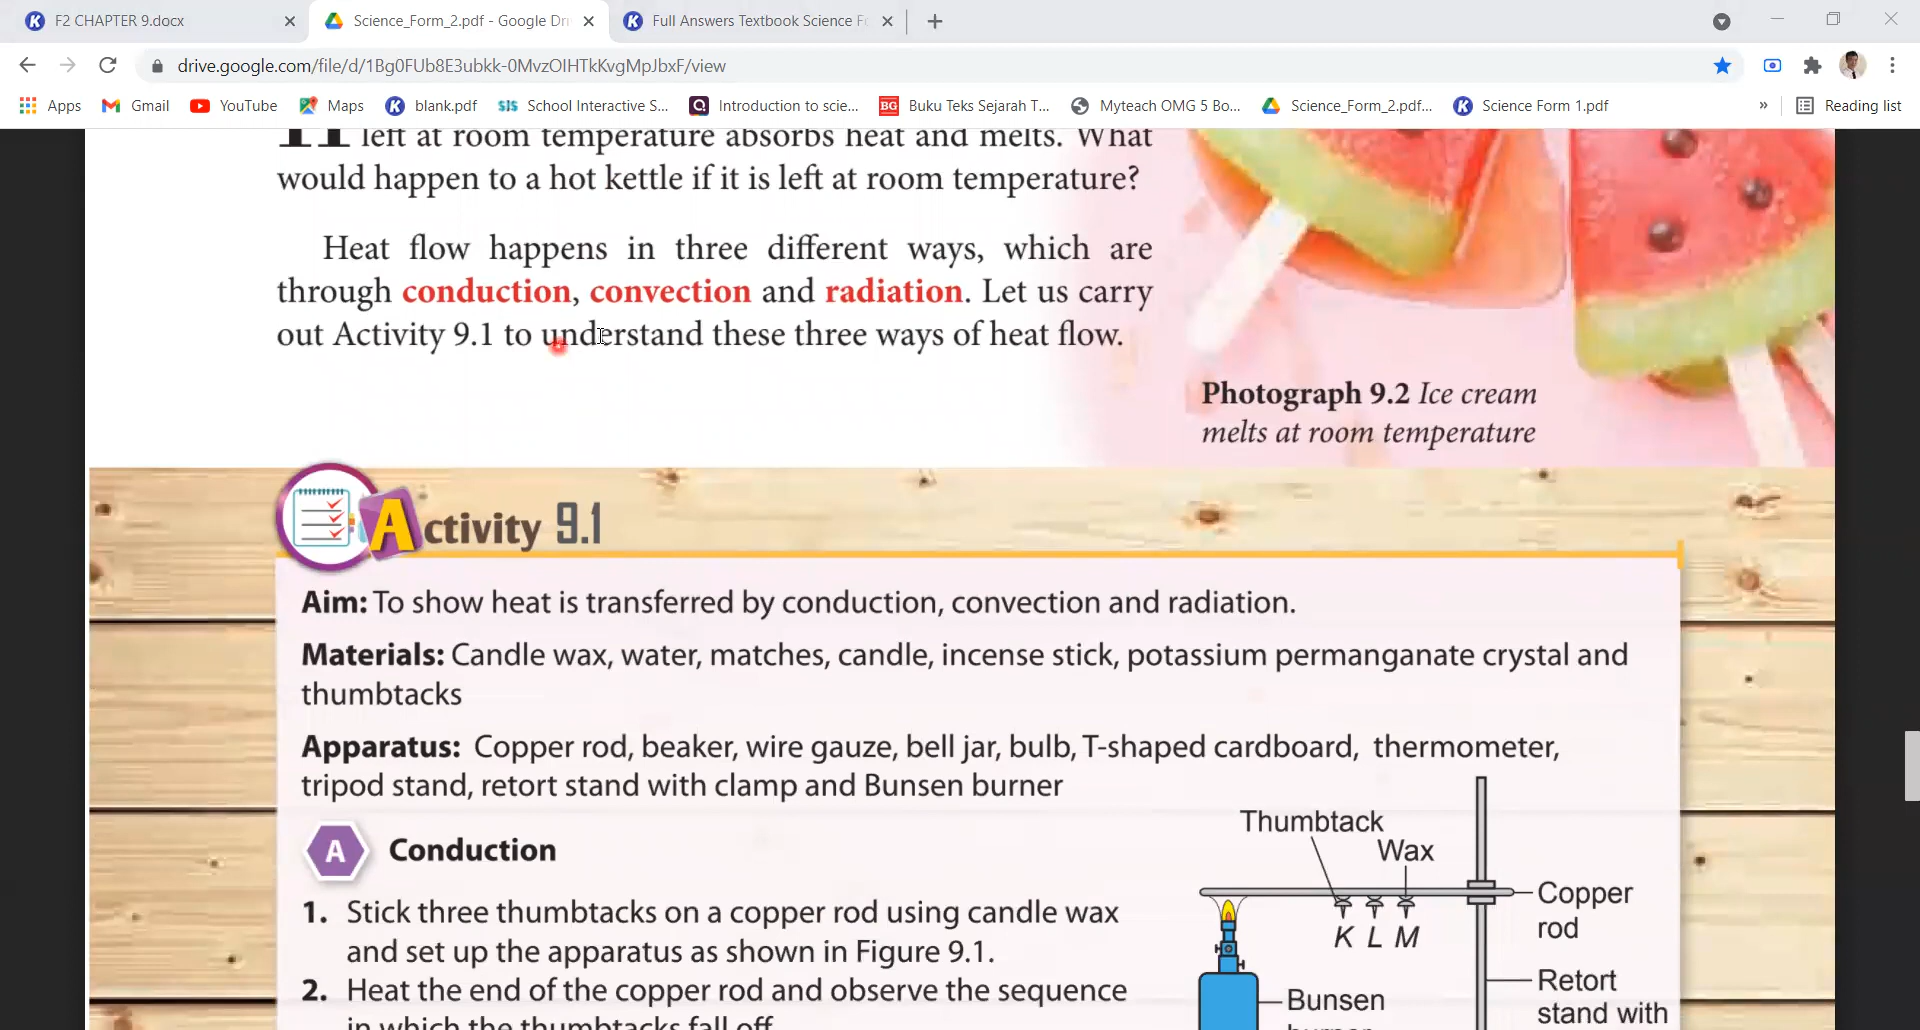 F2 CHAPTER 9.docx
Science_Form_2.pdf - Google Dri
Full Answers Textbook Science F
drive.google.com/file/d/1Bg0FUb8E3ubkk-0MvzOIHTkKvgMpJbxF/view
Apps Gmail YouTube Maps blank.pdf SIS School Interactive S... Introduction to scie... BG Buku Teks Sejarah T... Myteach OMG 5 Bo... Science_Form_2.pdf... Science Form 1.pdf » Reading list
left at room temperature absorbs heat and melts. What
would happen to a hot kettle if it is left at room temperature?
Heat flow happens in three different ways, which are
through conduction, convection and radiation. Let us carry
out Activity 9.1 to understand these three ways of heat flow.
Photograph 9.2 Ice cream
melts at room temperature
Activity 9.1
Aim: To show heat is transferred by conduction, convection and radiation.
Materials: Candle wax, water, matches, candle, incense stick, potassium permanganate crystal and
thumbtacks
Apparatus: Copper rod, beaker, wire gauze, bell jar, bulb, T-shaped cardboard, thermometer,
tripod stand, retort stand with clamp and Bunsen burner
A Conduction
1. Stick three thumbtacks on a copper rod using candle wax
and set up the apparatus as shown in Figure 9.1.
2. Heat the end of the copper rod and observe the sequence
in which the thumbtacks fall off.
Thumbtack
Wax
Copper
rod
K L M
Retort
stand with
Bunsen
burner